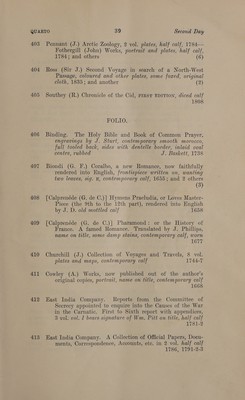 QUARTO 39 Second Day
403 Pennant (J.) Arctic Zoology, 2 vol. plates, half calf, 1784—
Fothergill (John) Works, portrait and plates, half calf,
1784; and others (6)
404 Ross (Sir J.) Second Voyage in search of a North-West
Passage, coloured and other plates, some foxed, original
cloth, 1835; and another (2)
405 Southey (R.) Chronicle of the Cid, FIRST EDITION, diced calf
1808
FOLIO.
406 Binding. The Holy Bible and Book of Common Prayer,
engravings by J. Sturt, contemporary smooth morocco,
full tooled back, sides with dentelle border, inlaid oval
centre, rubbed J. Baskett, 1739
407 Biondi (G. F.) Coralbo, a new Romance, now faithfully
rendered into English, frontispiece written on, wanting
two leaves, sig. K, contemporary calf, 1655; and 2 others
(3)
408 [Calprenède (G. de C.)] Hymens Præludia, or Loves Master-
Piece (the 8th to the 12th part), rendered into English
by J. D. old mottled calf 1659
409 [Calprenède (G. de C.)] Pharamond: or the History of
France. A famed Romance. Translated by J. Phillips,
name on title, some damp stains, contemporary calf, worn
1677
410 Churchill (J.) Collection of Voyages and Travels, 6 vol.
plates and maps, contemporary calf 1744-7
411 Cowley (A.) Works, now published out of the author's
original copies, portrait, name on title, contemporary calf
1668
412 East India Company. Reports from the Committee of
Secrecy appointed to enquire into the Causes of the War
in the Carnatic. First to Sixth report with appendices,
3 vol. vol. I bears signature of Wm. Pitt on title, half calf
1781-2
413 East India Company. A Collection of Official Papers, Docu-
ments, Correspondence, Accounts, etc. in 2 vol. half calf
1786, 1791-2-3